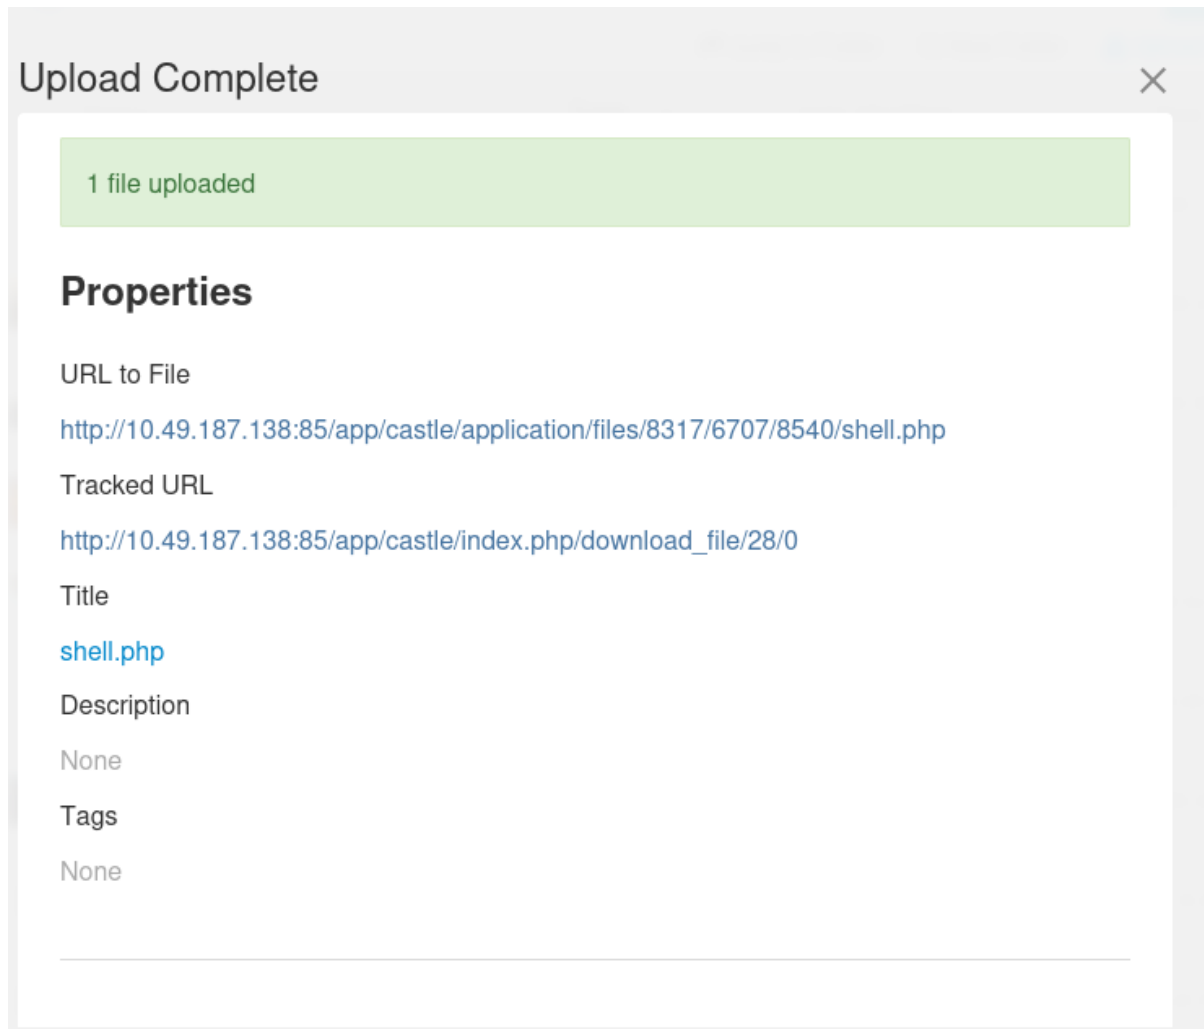 Upload Complete
1 file uploaded
Properties
URL to File
http://10.49.187.138:85/app/castle/application/files/8317/6707/8540/shell.php
Tracked URL
http://10.49.187.138:85/app/castle/index.php/download_file/28/0
Title
shell.php
Description
None
Tags
None